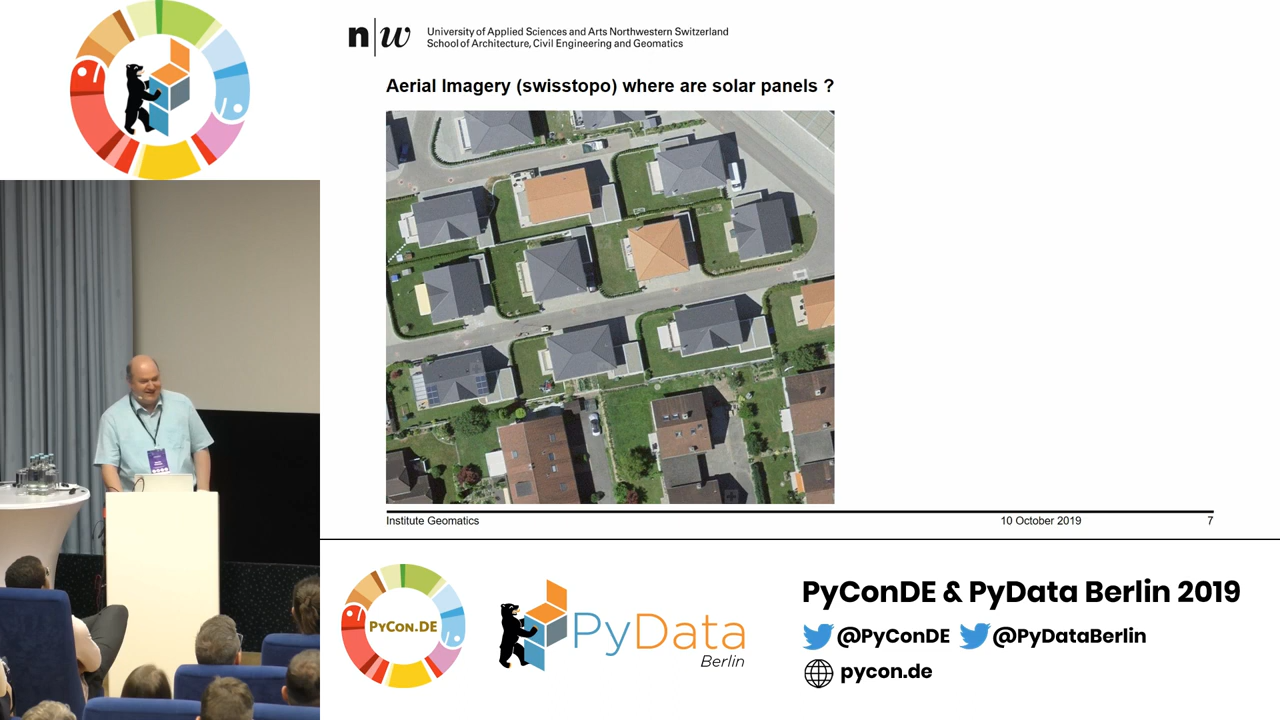 n|w
University of Applied Sciences and Arts Northwestern Switzerland
School of Architecture, Civil Engineering and Geomatics
Aerial Imagery (swisstopo) where are solar panels ?
Institute Geomatics
10 October 2019
7
PyCon.DE
PyData
Berlin
PyConDE & PyData Berlin 2019
@PyConDE
@PyDataBerlin
pycon.de